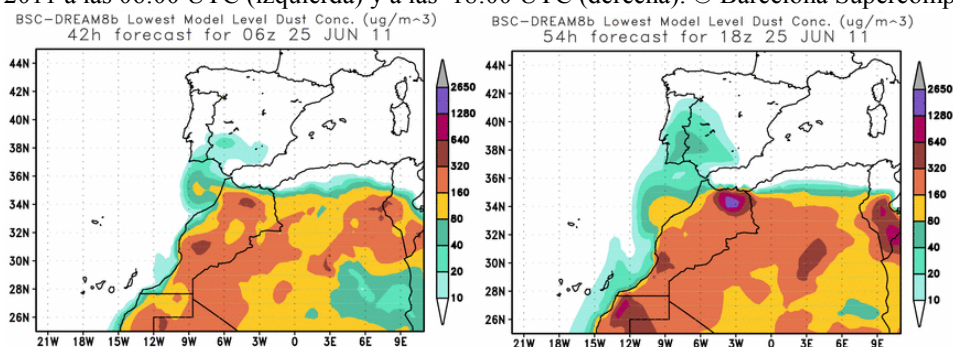 2011 a las 06:00 UTC (izquierda) y a las 18:00 UTC (derecha). © Barcelona Supercomp
BSC-DREAM8b Lowest Model Level Dust Conc. (ug/m^3)
42h forecast for 06z 25 JUN 11
44N
42N
40N
38N
36N
34N
32N
30N
28N
26N
21W 18W 15W 12W 9W 6W 3W 0 3E 6E 9E
2650
1280
640
320
160
80
40
20
10
BSC-DREAM8b Lowest Model Level Dust Conc. (ug/m^3)
54h forecast for 18z 25 JUN 11
44N
42N
40N
38N
36N
34N
32N
30N
28N
26N
21W 18W 15W 12W 9W 6W 3W 0 3E 6E 9E
2650
1280
640
320
160
80
40
20
10